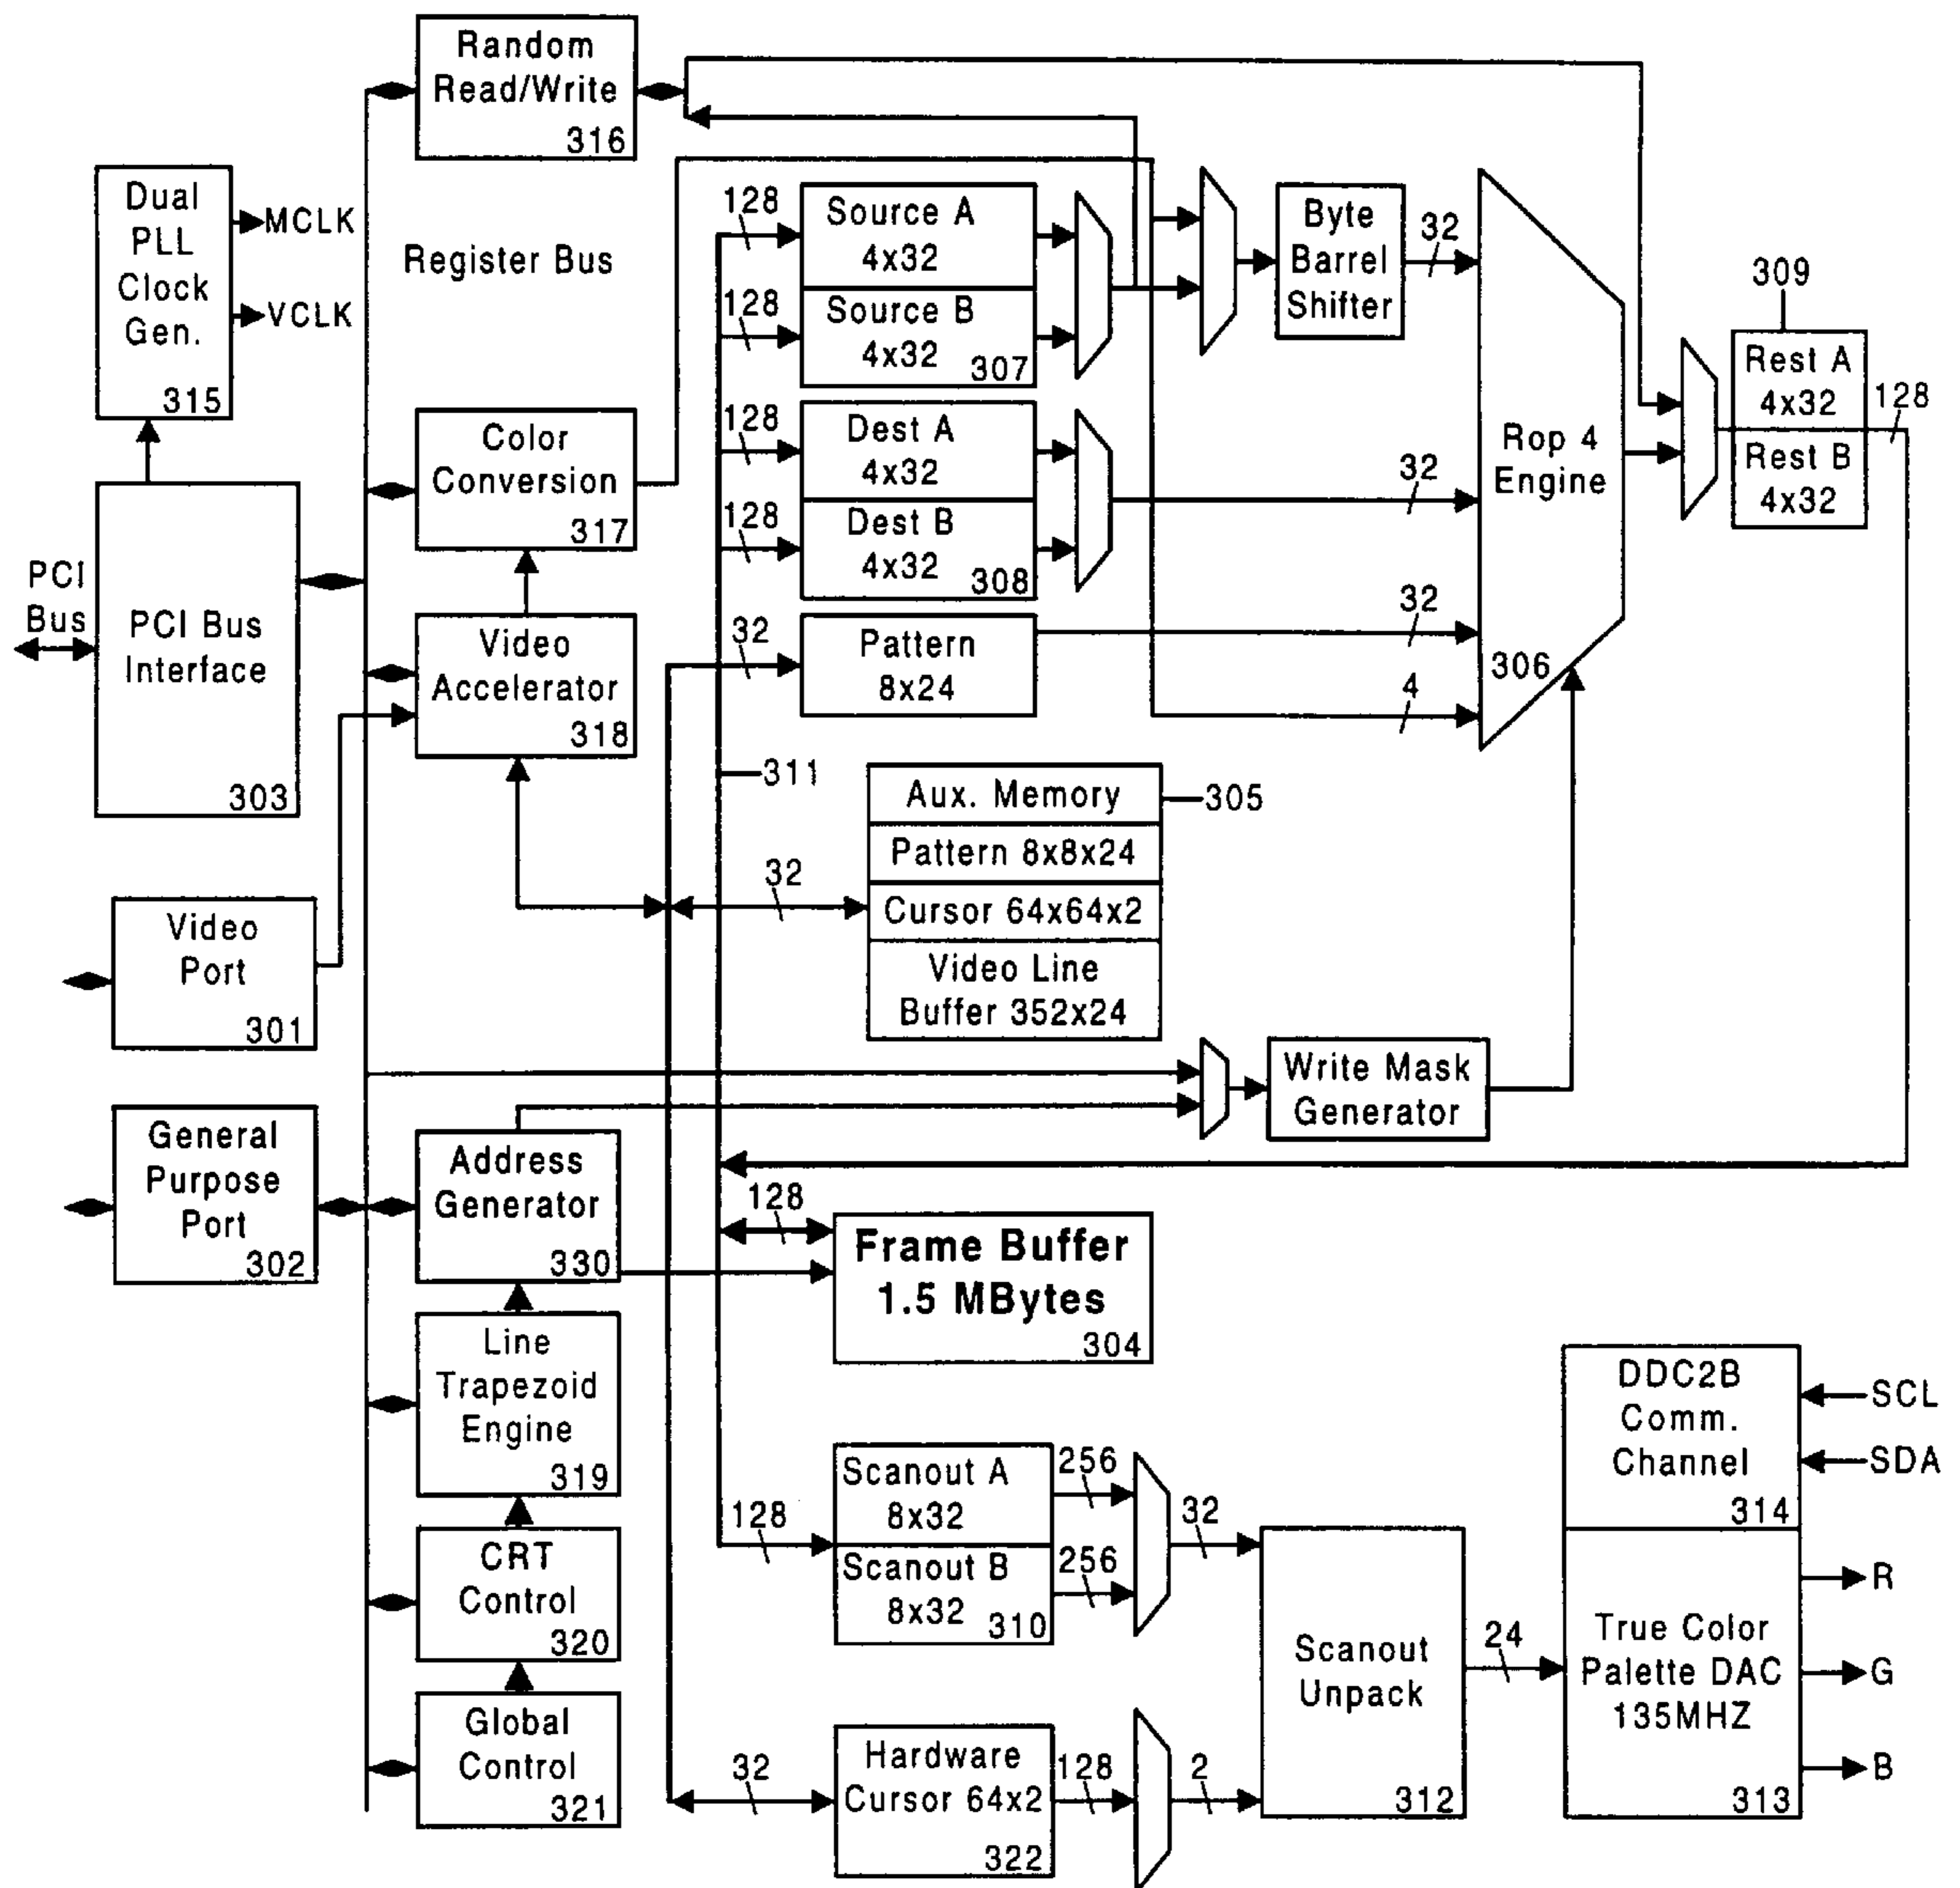 Random
Read/Write
316
Dual
PLL
Clock
Gen.
315
MCLK
VCLK
Register Bus
128
Source A
4x32
128
Source B
4x32
307
Byte
Barrel
Shifter
32
309
Rest A
4x32
Rest B
4x32
128
Color
Conversion
317
128
Dest A
4x32
128
Dest B
4x32
308
32
Rop 4
Engine
306
PCI
Bus
PCI Bus
Interface
303
Video
Accelerator
318
32
Pattern
8x24
32
4
311
Aux. Memory
305
Pattern 8x8x24
32
Cursor 64x64x2
Video Line
Buffer 352x24
Video
Port
301
Write Mask
Generator
General
Purpose
Port
302
Address
Generator
330
128
Frame Buffer
1.5 MBytes
304
Line
Trapezoid
Engine
319
DDC2B
Comm.
Channel
314
SCL
SDA
128
Scanout A
8x32
256
Scanout B
8x32
310
256
32
CRT
Control
320
Scanout
Unpack
312
24
True Color
Palette DAC
135MHZ
313
R
G
B
Global
Control
321
32
Hardware
Cursor 64x2
322
128
2